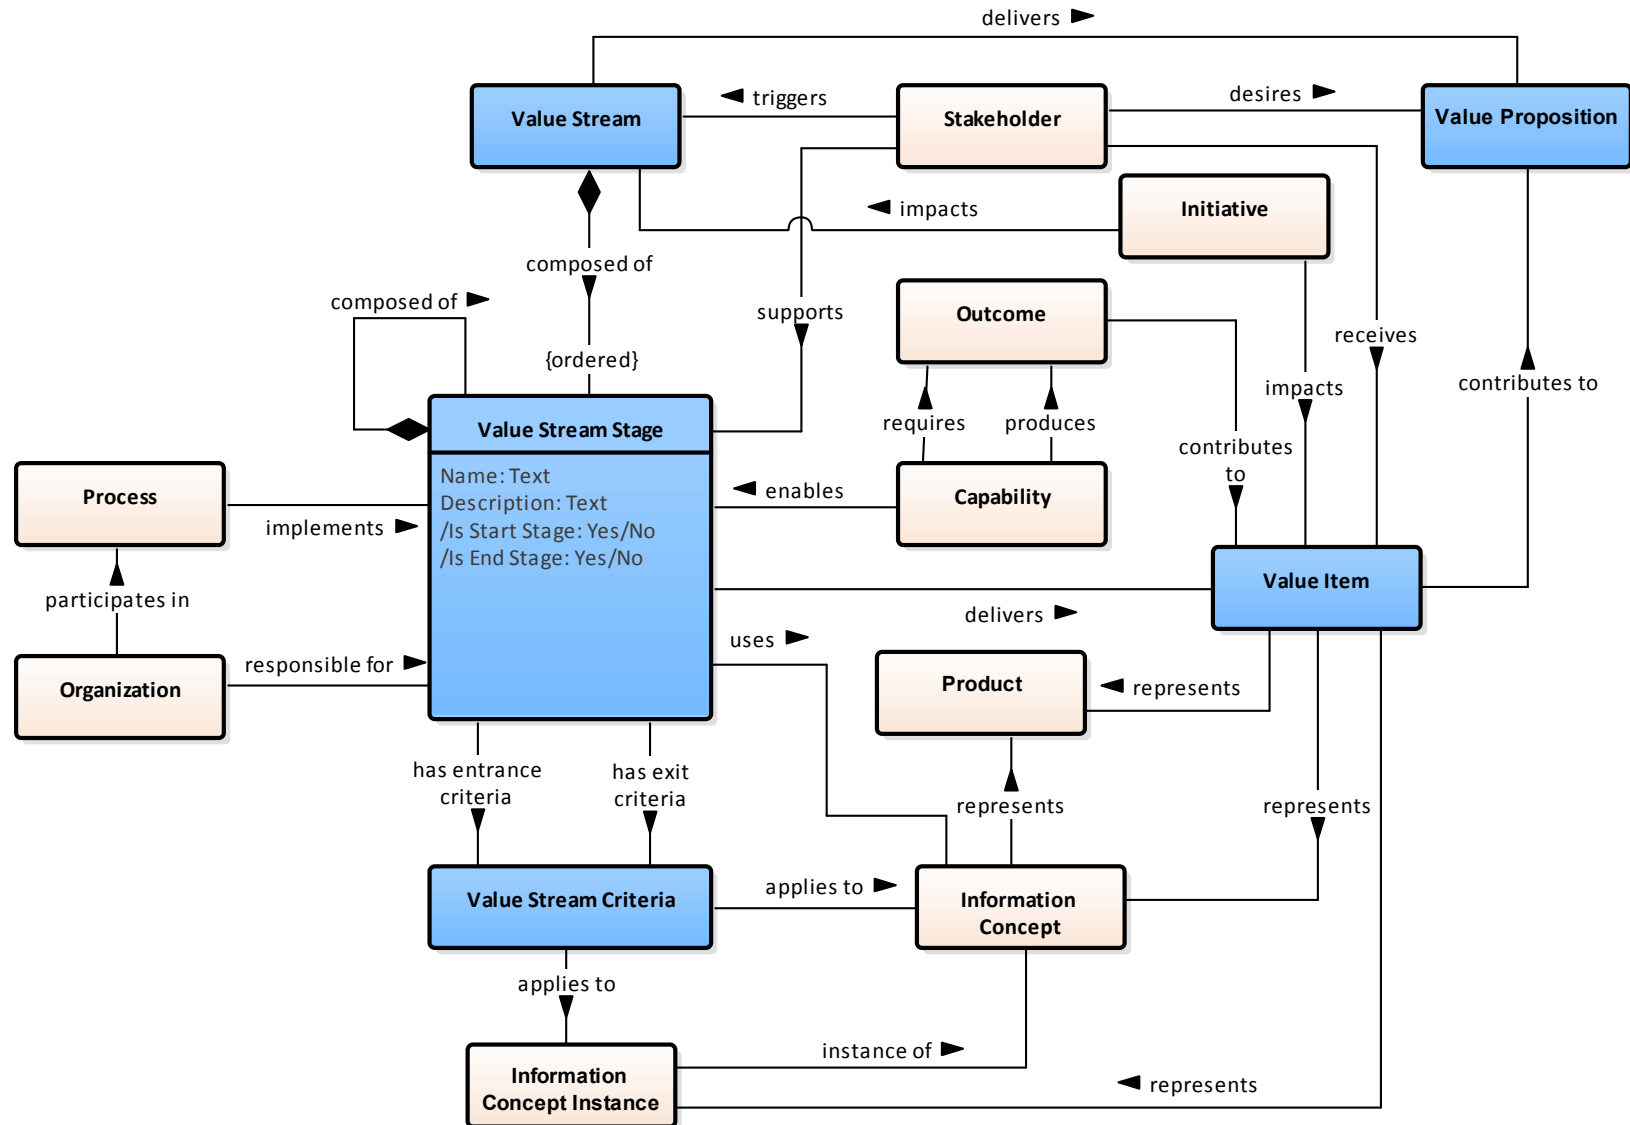 delivers
triggers
desires
Value Stream
Stakeholder
Value Proposition
impacts
Initiative
composed of
composed of
supports
Outcome
receives
{ordered}
impacts
contributes to
requires
produces
Value Stream Stage
contributes
to
Name: Text
Description: Text
/Is Start Stage: Yes/No
/Is End Stage: Yes/No
Process
enables
Capability
implements
Value Item
participates in
delivers
uses
responsible for
Organization
Product
represents
has entrance
criteria
has exit
criteria
represents
represents
Value Stream Criteria
applies to
Information
Concept
applies to
instance of
Information
Concept Instance
represents